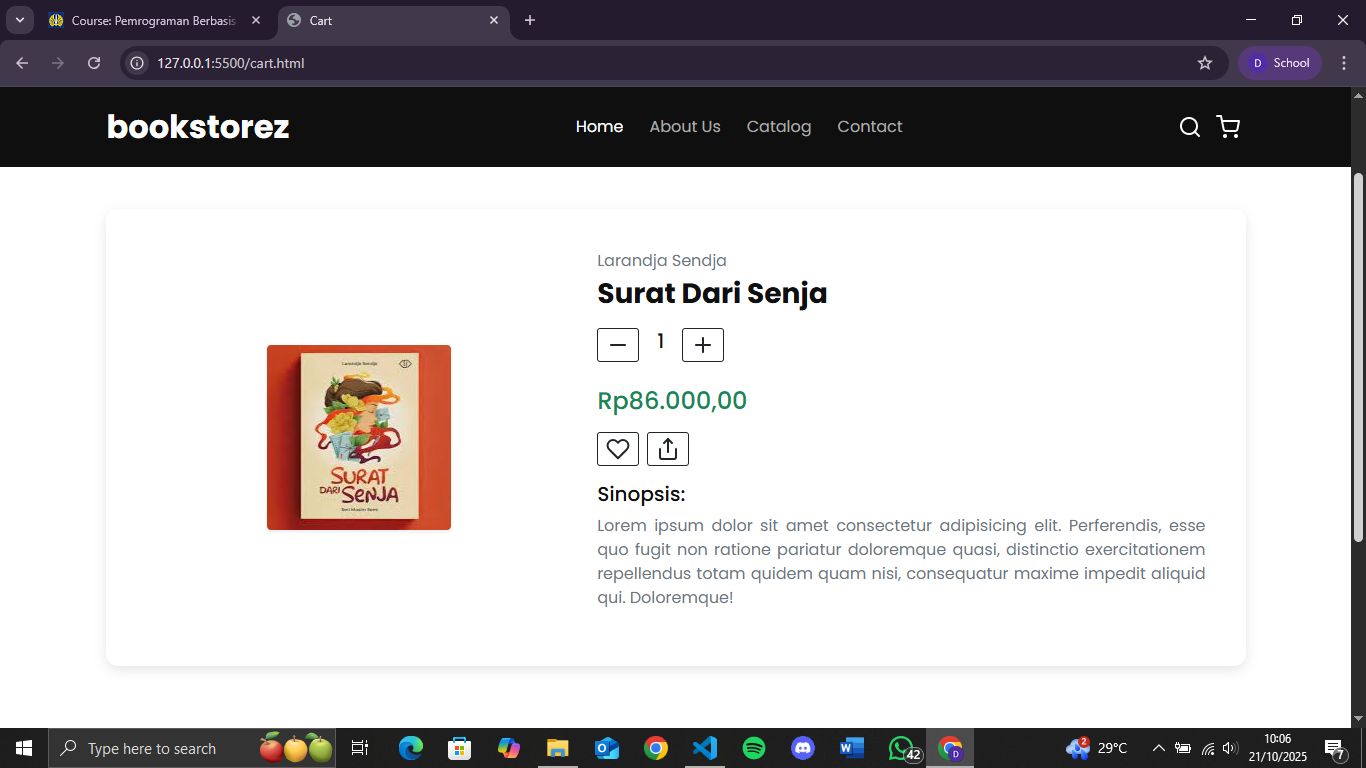 Course: Pemrograman Berbasis
Cart
127.0.0.1:5500/cart.html
D
School
bookstorez
Home
About Us
Catalog
Contact
Larandja Sendja
Surat Dari Senja
1
Rp86.000,00
Sinopsis:
Lorem ipsum dolor sit amet consectetur adipisicing elit. Perferendis, esse
quo fugit non ratione pariatur doloremque quasi, distinctio exercitationem
repellendus totam quidem quam nisi, consequatur maxime impedit aliquid
qui. Doloremque!
Larandja Sendja
SURAT
DARI SENJA
Type here to search
42
D
2
29°C
10:06
21/10/2025
7